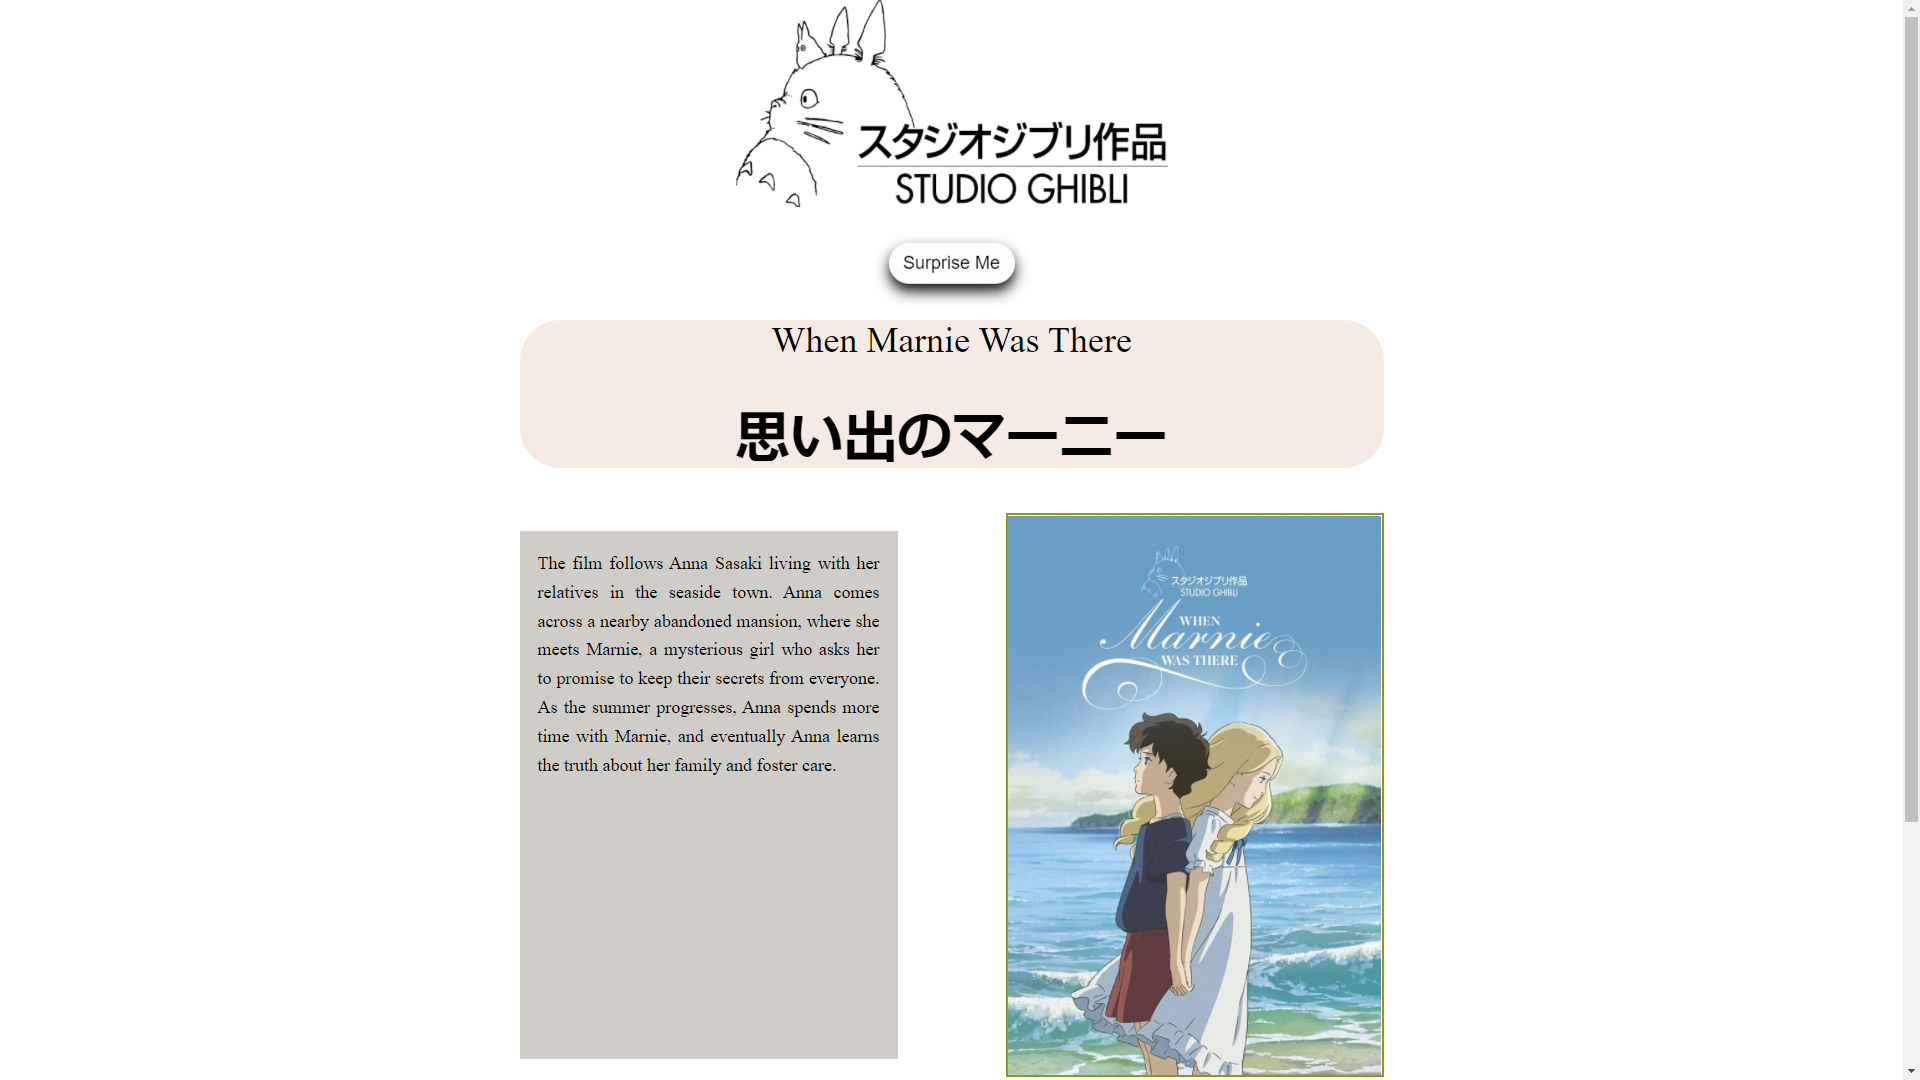 スタジオジブリ作品
STUDIO GHIBLI
Surprise Me
When Marnie Was There
思い出のマーニー
The film follows Anna Sasaki living with her
relatives in the seaside town. Anna comes
across a nearby abandoned mansion, where she
meets Marnie, a mysterious girl who asks her
to promise to keep their secrets from everyone.
As the summer progresses, Anna spends more
time with Marnie, and eventually Anna learns
the truth about her family and foster care.
スタジオジブリ作品
STUDIO GHIBLI
WHEN
Marnie
WAS THERE